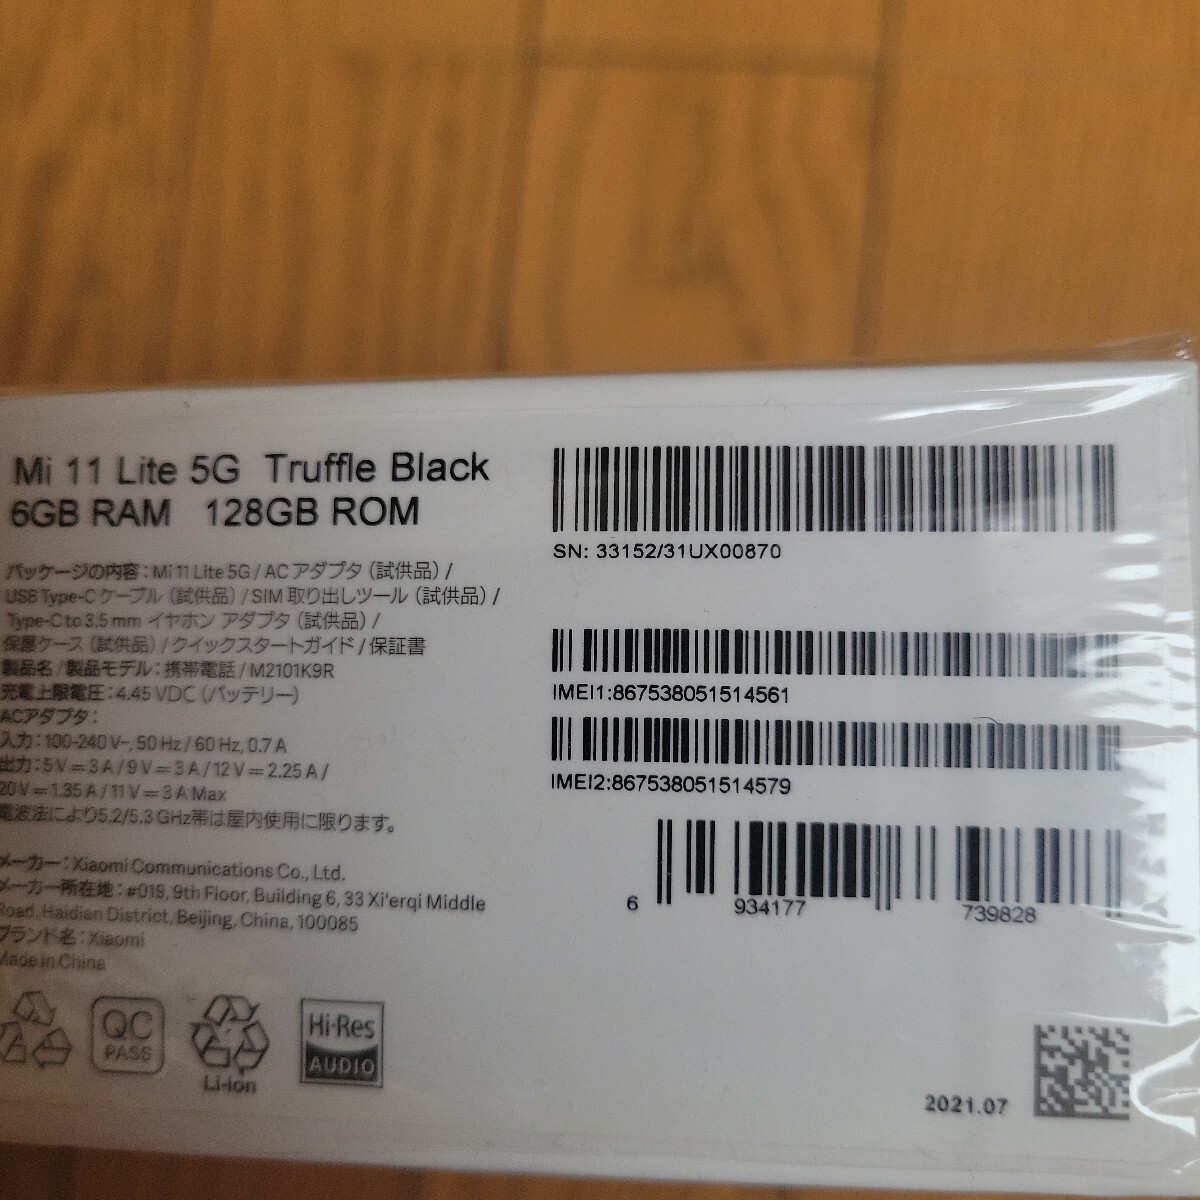 Mi 11 Lite 5G Truffle Black
6GB RAM 128GB ROM
パッケージの内容：Mi 11 Lite 5G / AC アダプタ（試供品）/
USB Type-C ケーブル（試供品）/ SIM 取り出しツール（試供品）/
Type-C to 3.5 mm イヤホン アダプタ（試供品）/
保護ケース（試供品）/ クイックスタートガイド / 保証書
製品名 / 製品モデル：携帯電話 / M2101K9R
充電上限電圧：4.45 VDC（バッテリー）
ACアダプタ：
入力：100-240 V~, 50 Hz / 60 Hz, 0.7 A
出力：5 V = 3 A / 9 V = 3 A / 12 V = 2.25 A /
20 V = 1.35 A / 11 V = 3 A Max
電波法により5.2/5.3 GHz帯は屋内使用に限ります。
メーカー：Xiaomi Communications Co., Ltd.
メーカー所在地：#019, 9th Floor, Building 6, 33 Xi'erqi Middle
Road, Haidian District, Beijing, China, 100085
ブランド名：Xiaomi
Made in China
QC
PASS
Li-ion
Hi-Res
AUDIO
SN: 33152/31UX00870
IMEI1:867538051514561
IMEI2:867538051514579
6 934177 739828
2021.07